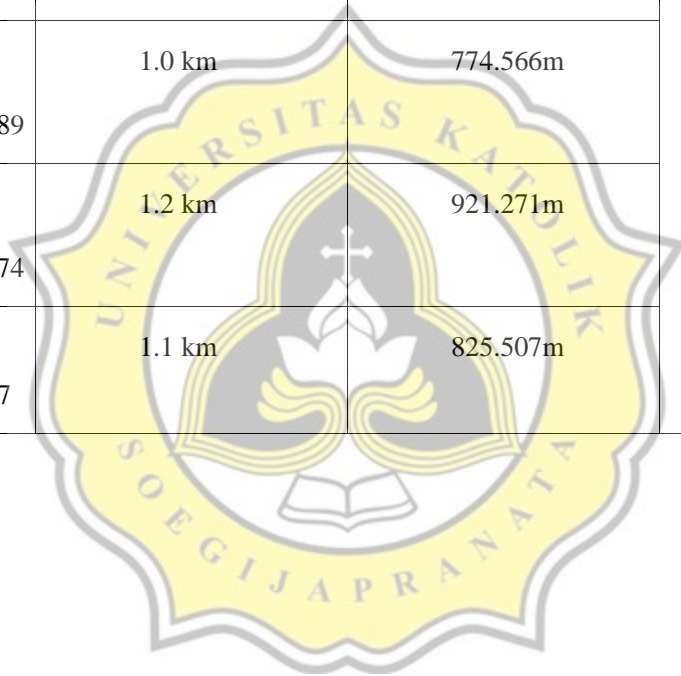 1.0 km 774.566m
89
1.2 km 921.271m
74
1.1 km 825.507m
7
UNIVERSITAS KATOLIK
SOEGIJAPRANATA